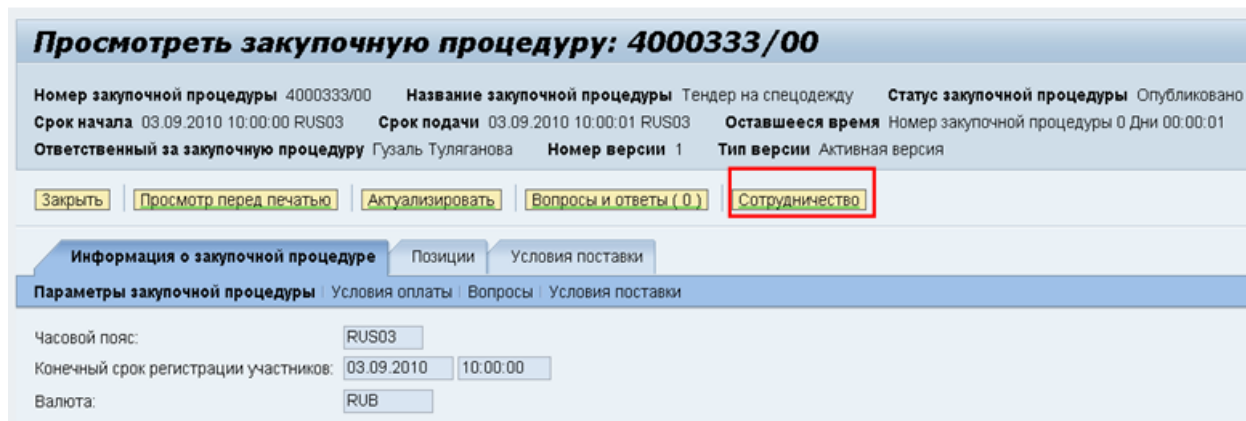 Просмотреть закупочную процедуру: 4000333/00
Номер закупочной процедуры 4000333/00 Название закупочной процедуры Тендер на спецодежду Статус закупочной процедуры Опубликовано
Срок начала 03.09.2010 10:00:00 RUS03 Срок подачи 03.09.2010 10:00:01 RUS03 Оставшееся время Номер закупочной процедуры 0 Дни 00:00:01
Ответственный за закупочную процедуру Гузаль Туляганова Номер версии 1 Тип версии Активная версия
Закрыть Просмотр перед печатью Актуализировать Вопросы и ответы ( 0 ) Сотрудничество
Информация о закупочной процедуре Позиции Условия поставки
Параметры закупочной процедуры Условия оплаты Вопросы Условия поставки
Часовой пояс: RUS03
Конечный срок регистрации участников: 03.09.2010 10:00:00
Валюта: RUB